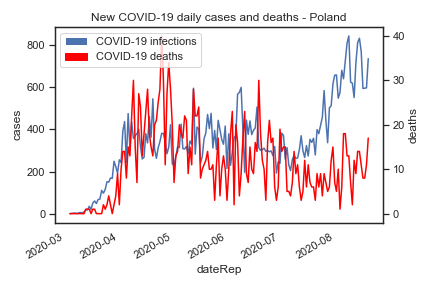 New COVID-19 daily cases and deaths - Poland
COVID-19 infections
COVID-19 deaths
800
600
400
200
0
cases
40
30
20
10
0
deaths
2020-03
2020-04
2020-05
2020-06
2020-07
2020-08
dateRep